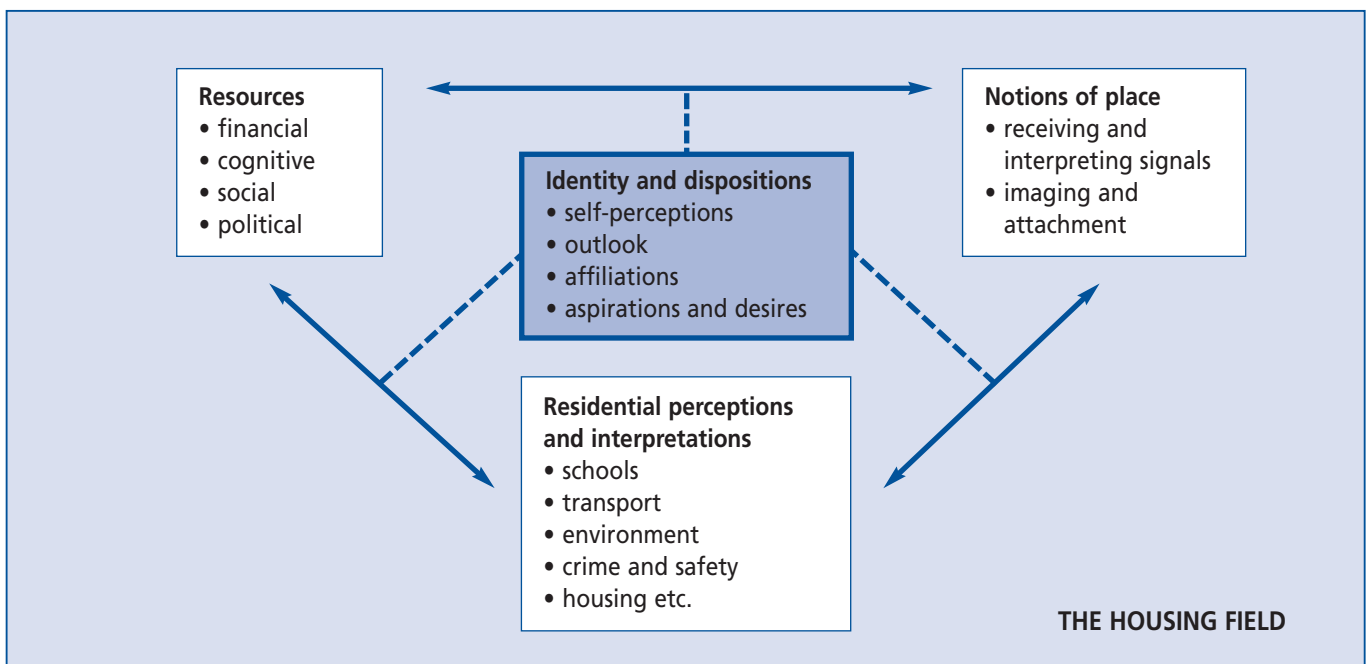 Resources
• financial
• cognitive
• social
• political
Notions of place
• receiving and
interpreting signals
• imaging and
attachment
Identity and dispositions
• self-perceptions
• outlook
• affiliations
• aspirations and desires
Residential perceptions
and interpretations
• schools
• transport
• environment
• crime and safety
• housing etc.
THE HOUSING FIELD